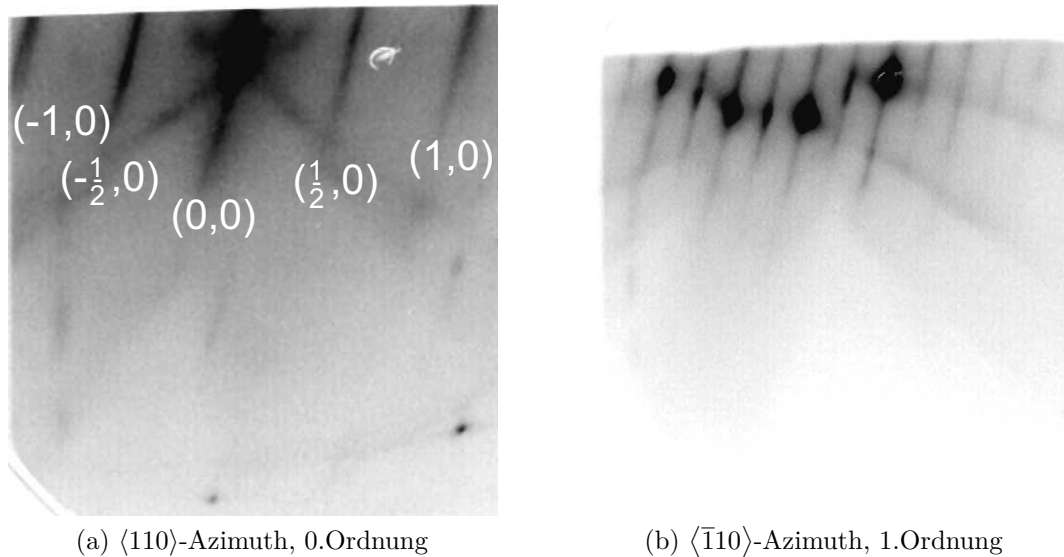 (-1,0)
(-1/2,0)
(0,0)
(1/2,0)
(1,0)
(a) ⟨110⟩-Azimuth, 0.Ordnung
(b) ⟨1̅10⟩-Azimuth, 1.Ordnung